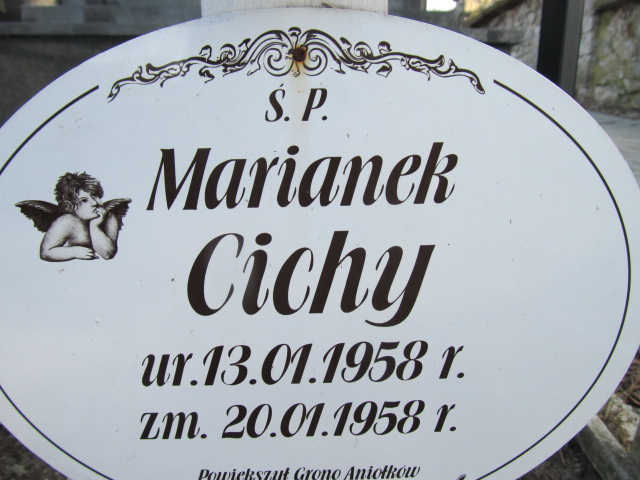 Ś. P.
Marianek
Cichy
ur.13.01.1958 r.
zm. 20.01.1958 r.
Powiększył Grono Aniołków